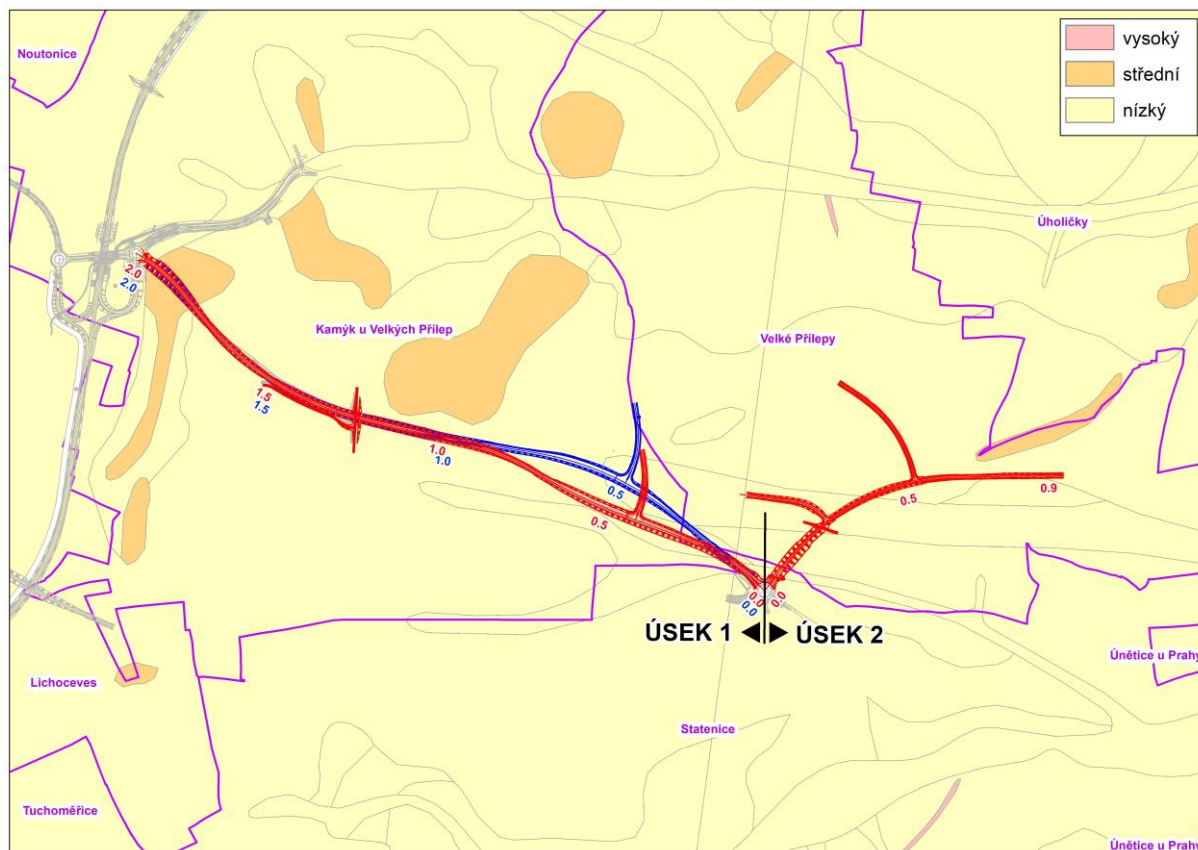 Noutonice
vysoký
střední
nízký
Úholičky
2.0
2.0
Kamýk u Velkých Přílep
Velké Přílepy
1.5
1.5
1.0
1.0
0.5
0.5
0.5
0.9
0.0
0.0
0.0
ÚSEK 1
ÚSEK 2
Únětice u Prahy
Lichoceves
Statenice
Tuchoměřice
Únětice u Prahy